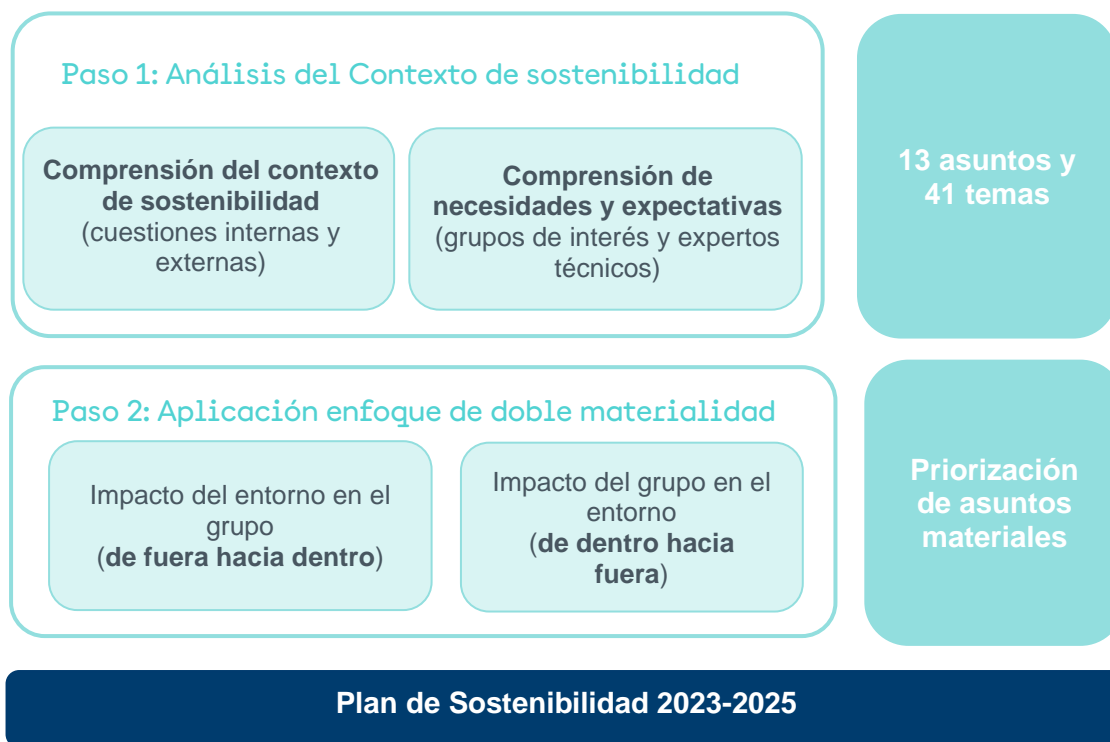 Paso 1: Análisis del Contexto de sostenibilidad
Comprensión del contexto
de sostenibilidad
(cuestiones internas y
externas)
Comprensión de
necesidades y expectativas
(grupos de interés y expertos
técnicos)
13 asuntos y
41 temas
Paso 2: Aplicación enfoque de doble materialidad
Impacto del entorno en el
grupo
(de fuera hacia dentro)
Impacto del grupo en el
entorno
(de dentro hacia
fuera)
Priorización
de asuntos
materiales
Plan de Sostenibilidad 2023-2025